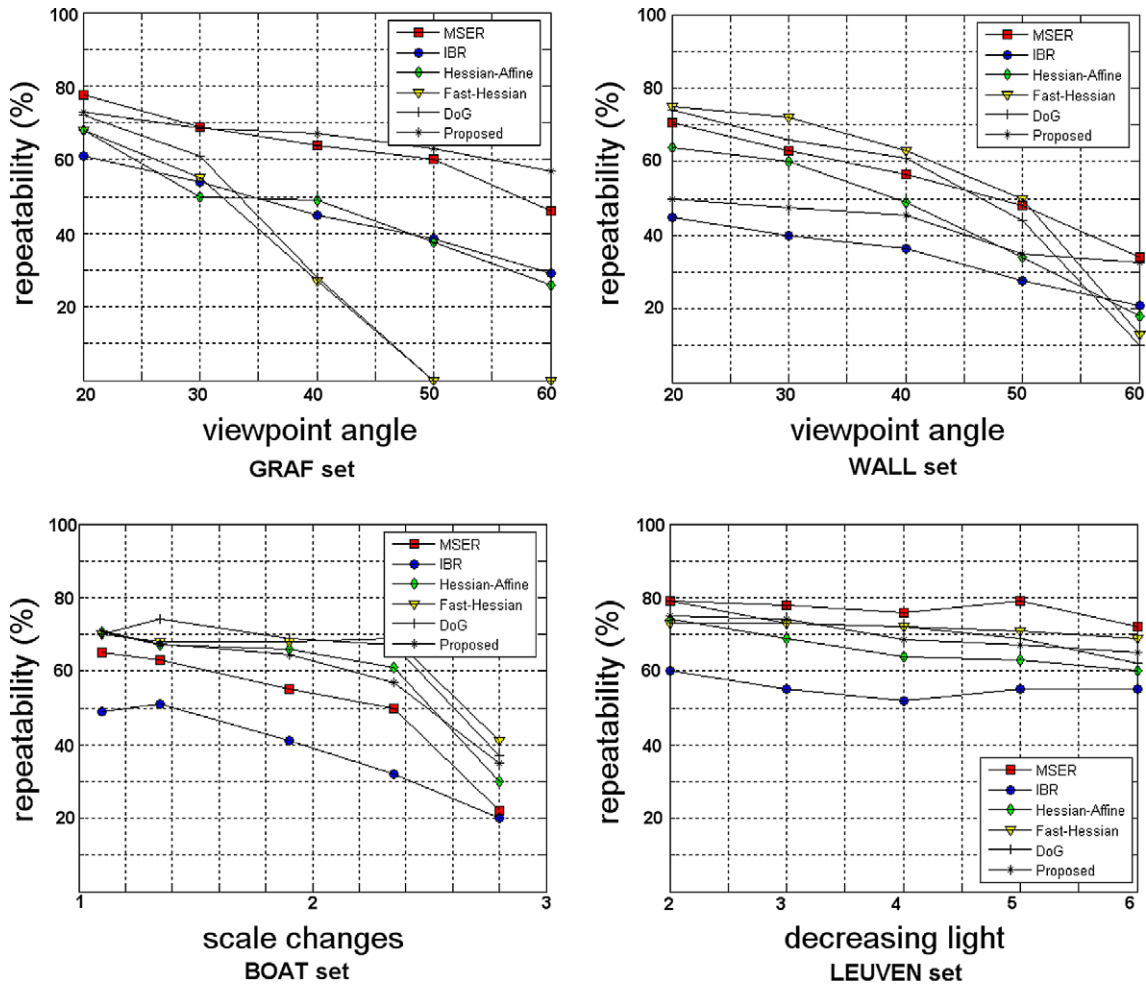 100
80
60
40
20
repeatability (%)
MSER
IBR
Hessian-Affine
Fast-Hessian
DoG
Proposed
20 30 40 50 60
viewpoint angle
GRAF set
100
80
60
40
20
repeatability (%)
MSER
IBR
Hessian-Affine
Fast-Hessian
DoG
Proposed
20 30 40 50 60
viewpoint angle
WALL set
100
80
60
40
20
repeatability (%)
MSER
IBR
Hessian-Affine
Fast-Hessian
DoG
Proposed
1 2 3
scale changes
BOAT set
100
80
60
40
20
repeatability (%)
MSER
IBR
Hessian-Affine
Fast-Hessian
DoG
Proposed
2 3 4 5 6
decreasing light
LEUVEN set